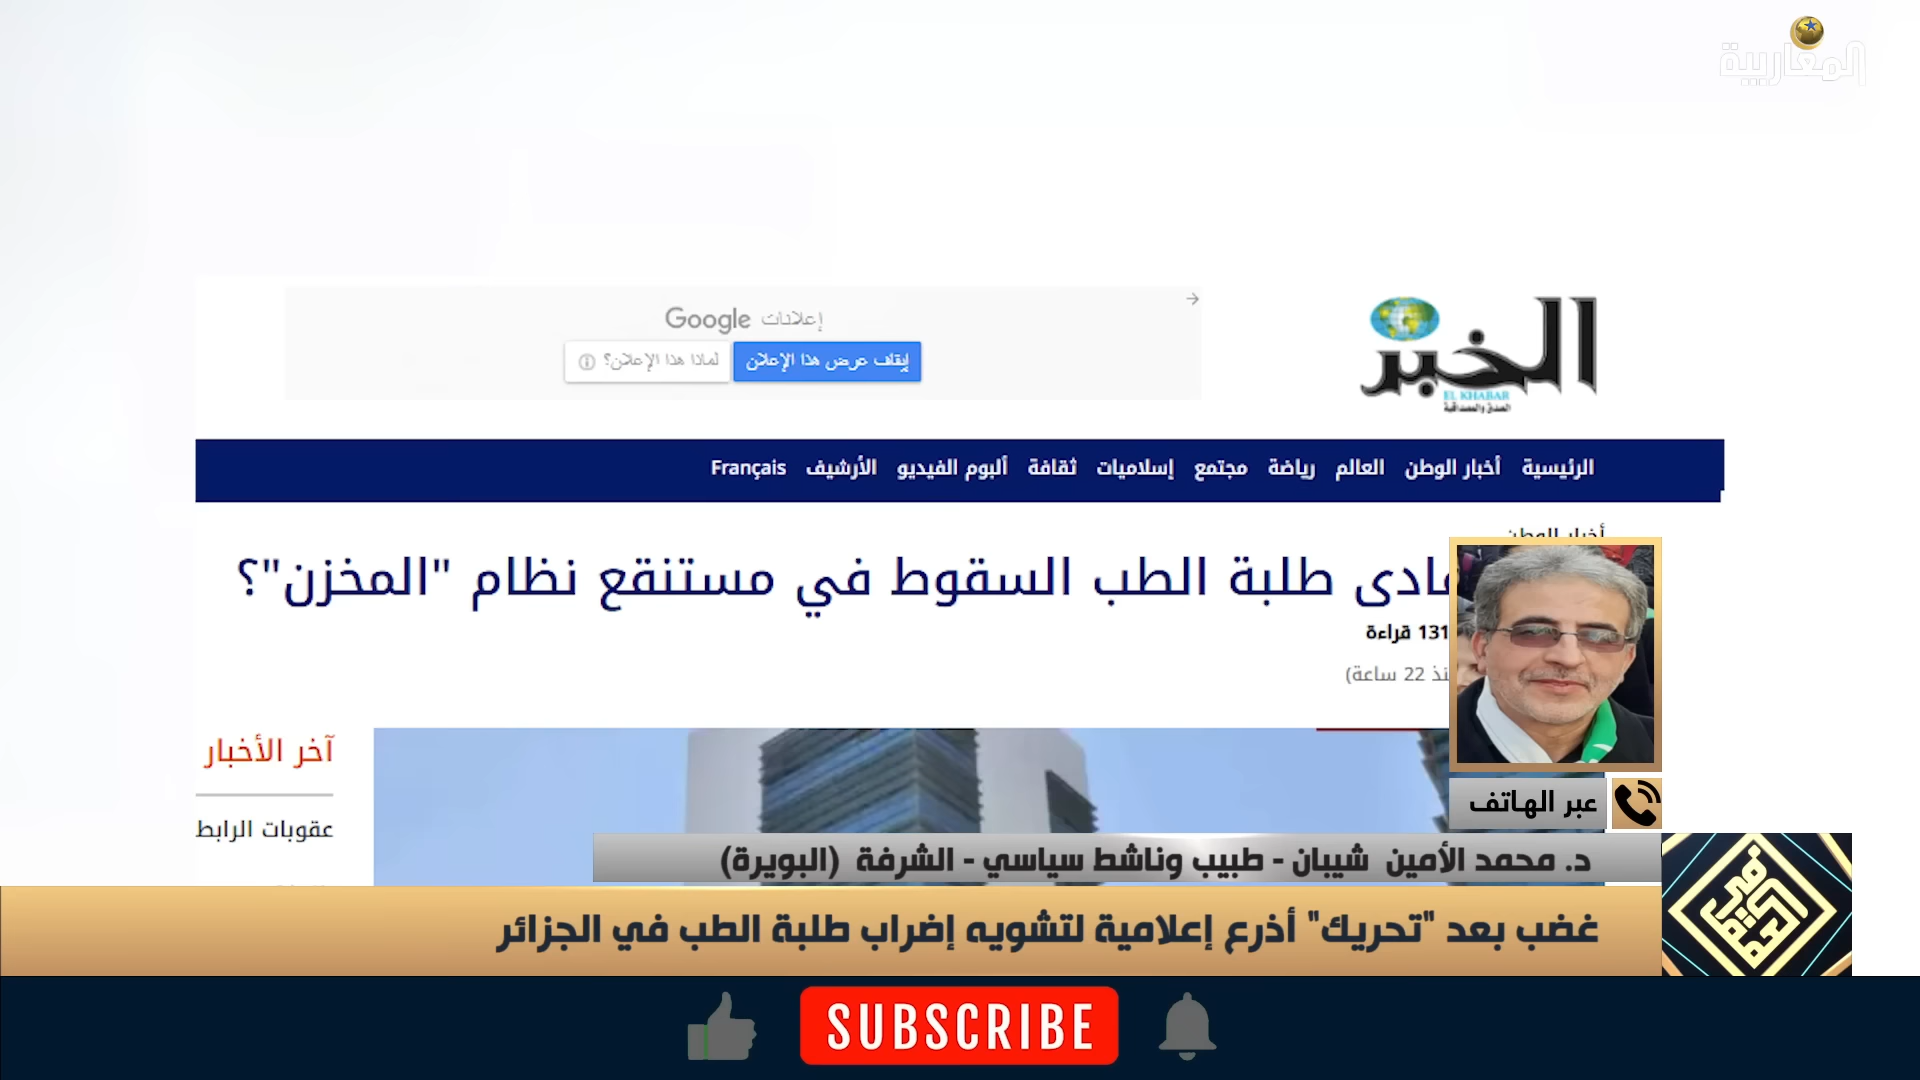 المغاربية
إعلانات Google
إيقاف عرض هذا الإعلان
لماذا هذا الإعلان؟
الخبر
EL KHABAR
الصدق والمصداقية
الرئيسية أخبار الوطن العالم رياضة مجتمع إسلاميات ثقافة ألبوم الفيديو الأرشيف Français
أخبار الوطن
طلبة الطب السقوط في مستنقع نظام "المخزن"؟
131 قراءة
22 ساعة)
آخر الأخبار
عقوبات الرابط
عبر الهاتف
د. محمد الأمين شيبان - طبيب وناشط سياسي - الشرفة (البويرة)
غضب بعد "تحريك" أذرع إعلامية لتشويه إضراب طلبة الطب في الجزائر
SUBSCRIBE